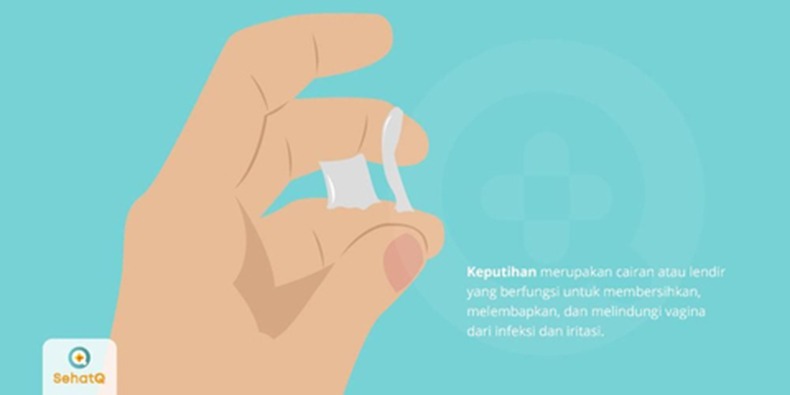 Keputihan merupakan cairan atau lendir
yang berfungsi untuk membersihkan,
melembapkan, dan melindungi vagina
dari infeksi dan iritasi.
SehatQ